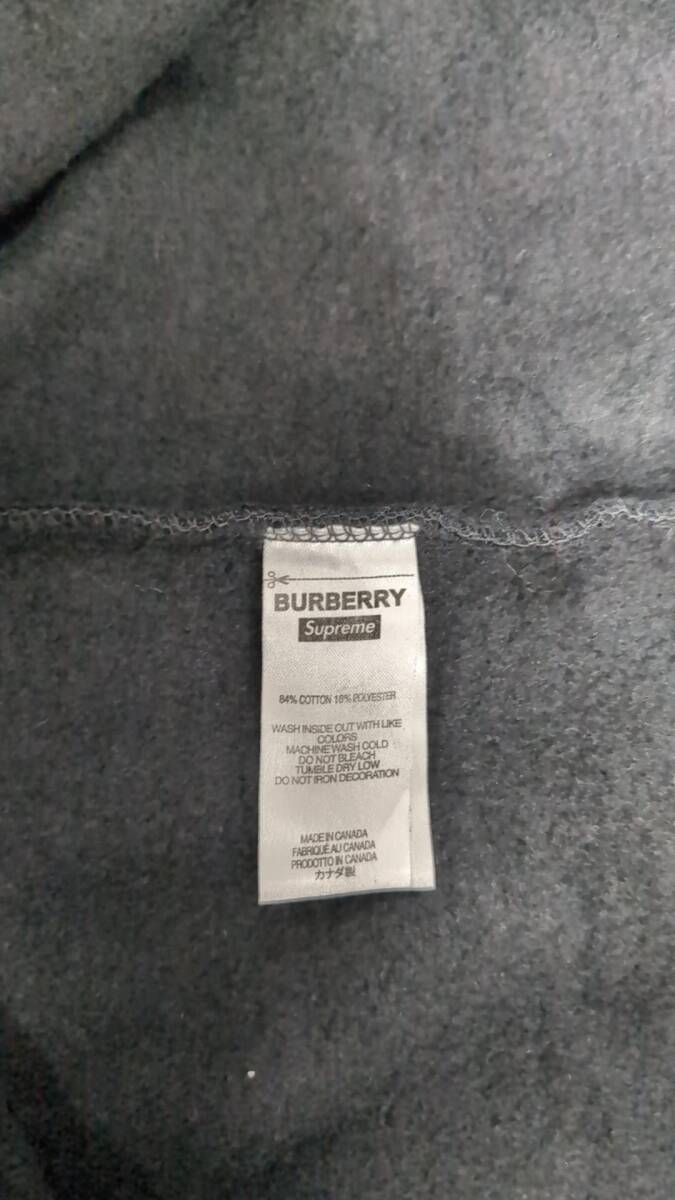 BURBERRY
Supreme
84% COTTON 16% POLYESTER
WASH INSIDE OUT WITH LIKE
COLORS
MACHINE WASH COLD
DO NOT BLEACH
TUMBLE DRY LOW
DO NOT IRON DECORATION
MADE IN CANADA
FABRIQUÉ AU CANADA
PRODOTTO IN CANADA
カナダ製